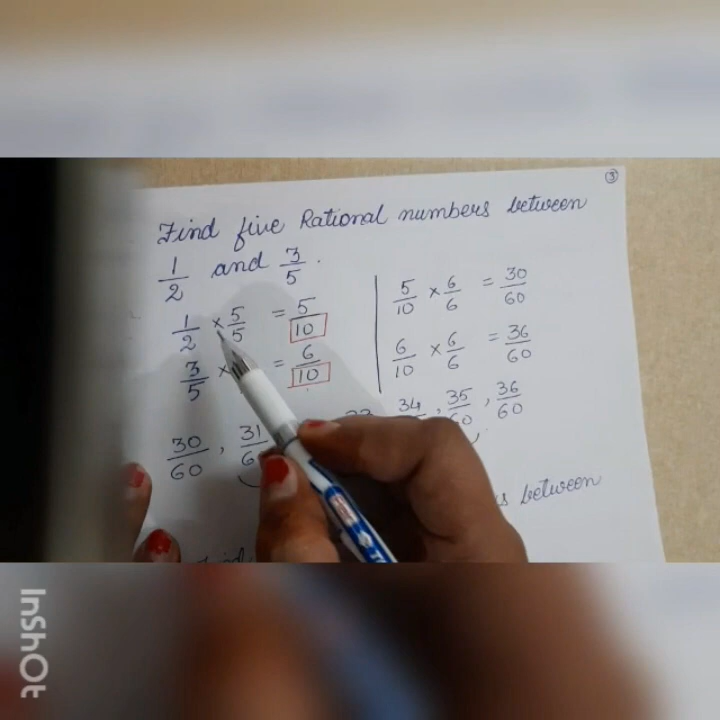 ③
Find five Rational numbers between
1/2 and 3/5.
1/2 × 5/5 = 5/10
3/5 × = 6/10
5/10 × 6/6 = 30/60
6/10 × 6/6 = 36/60
30/60, 31/6 34 , 35/60, 36/60
between
InShOt